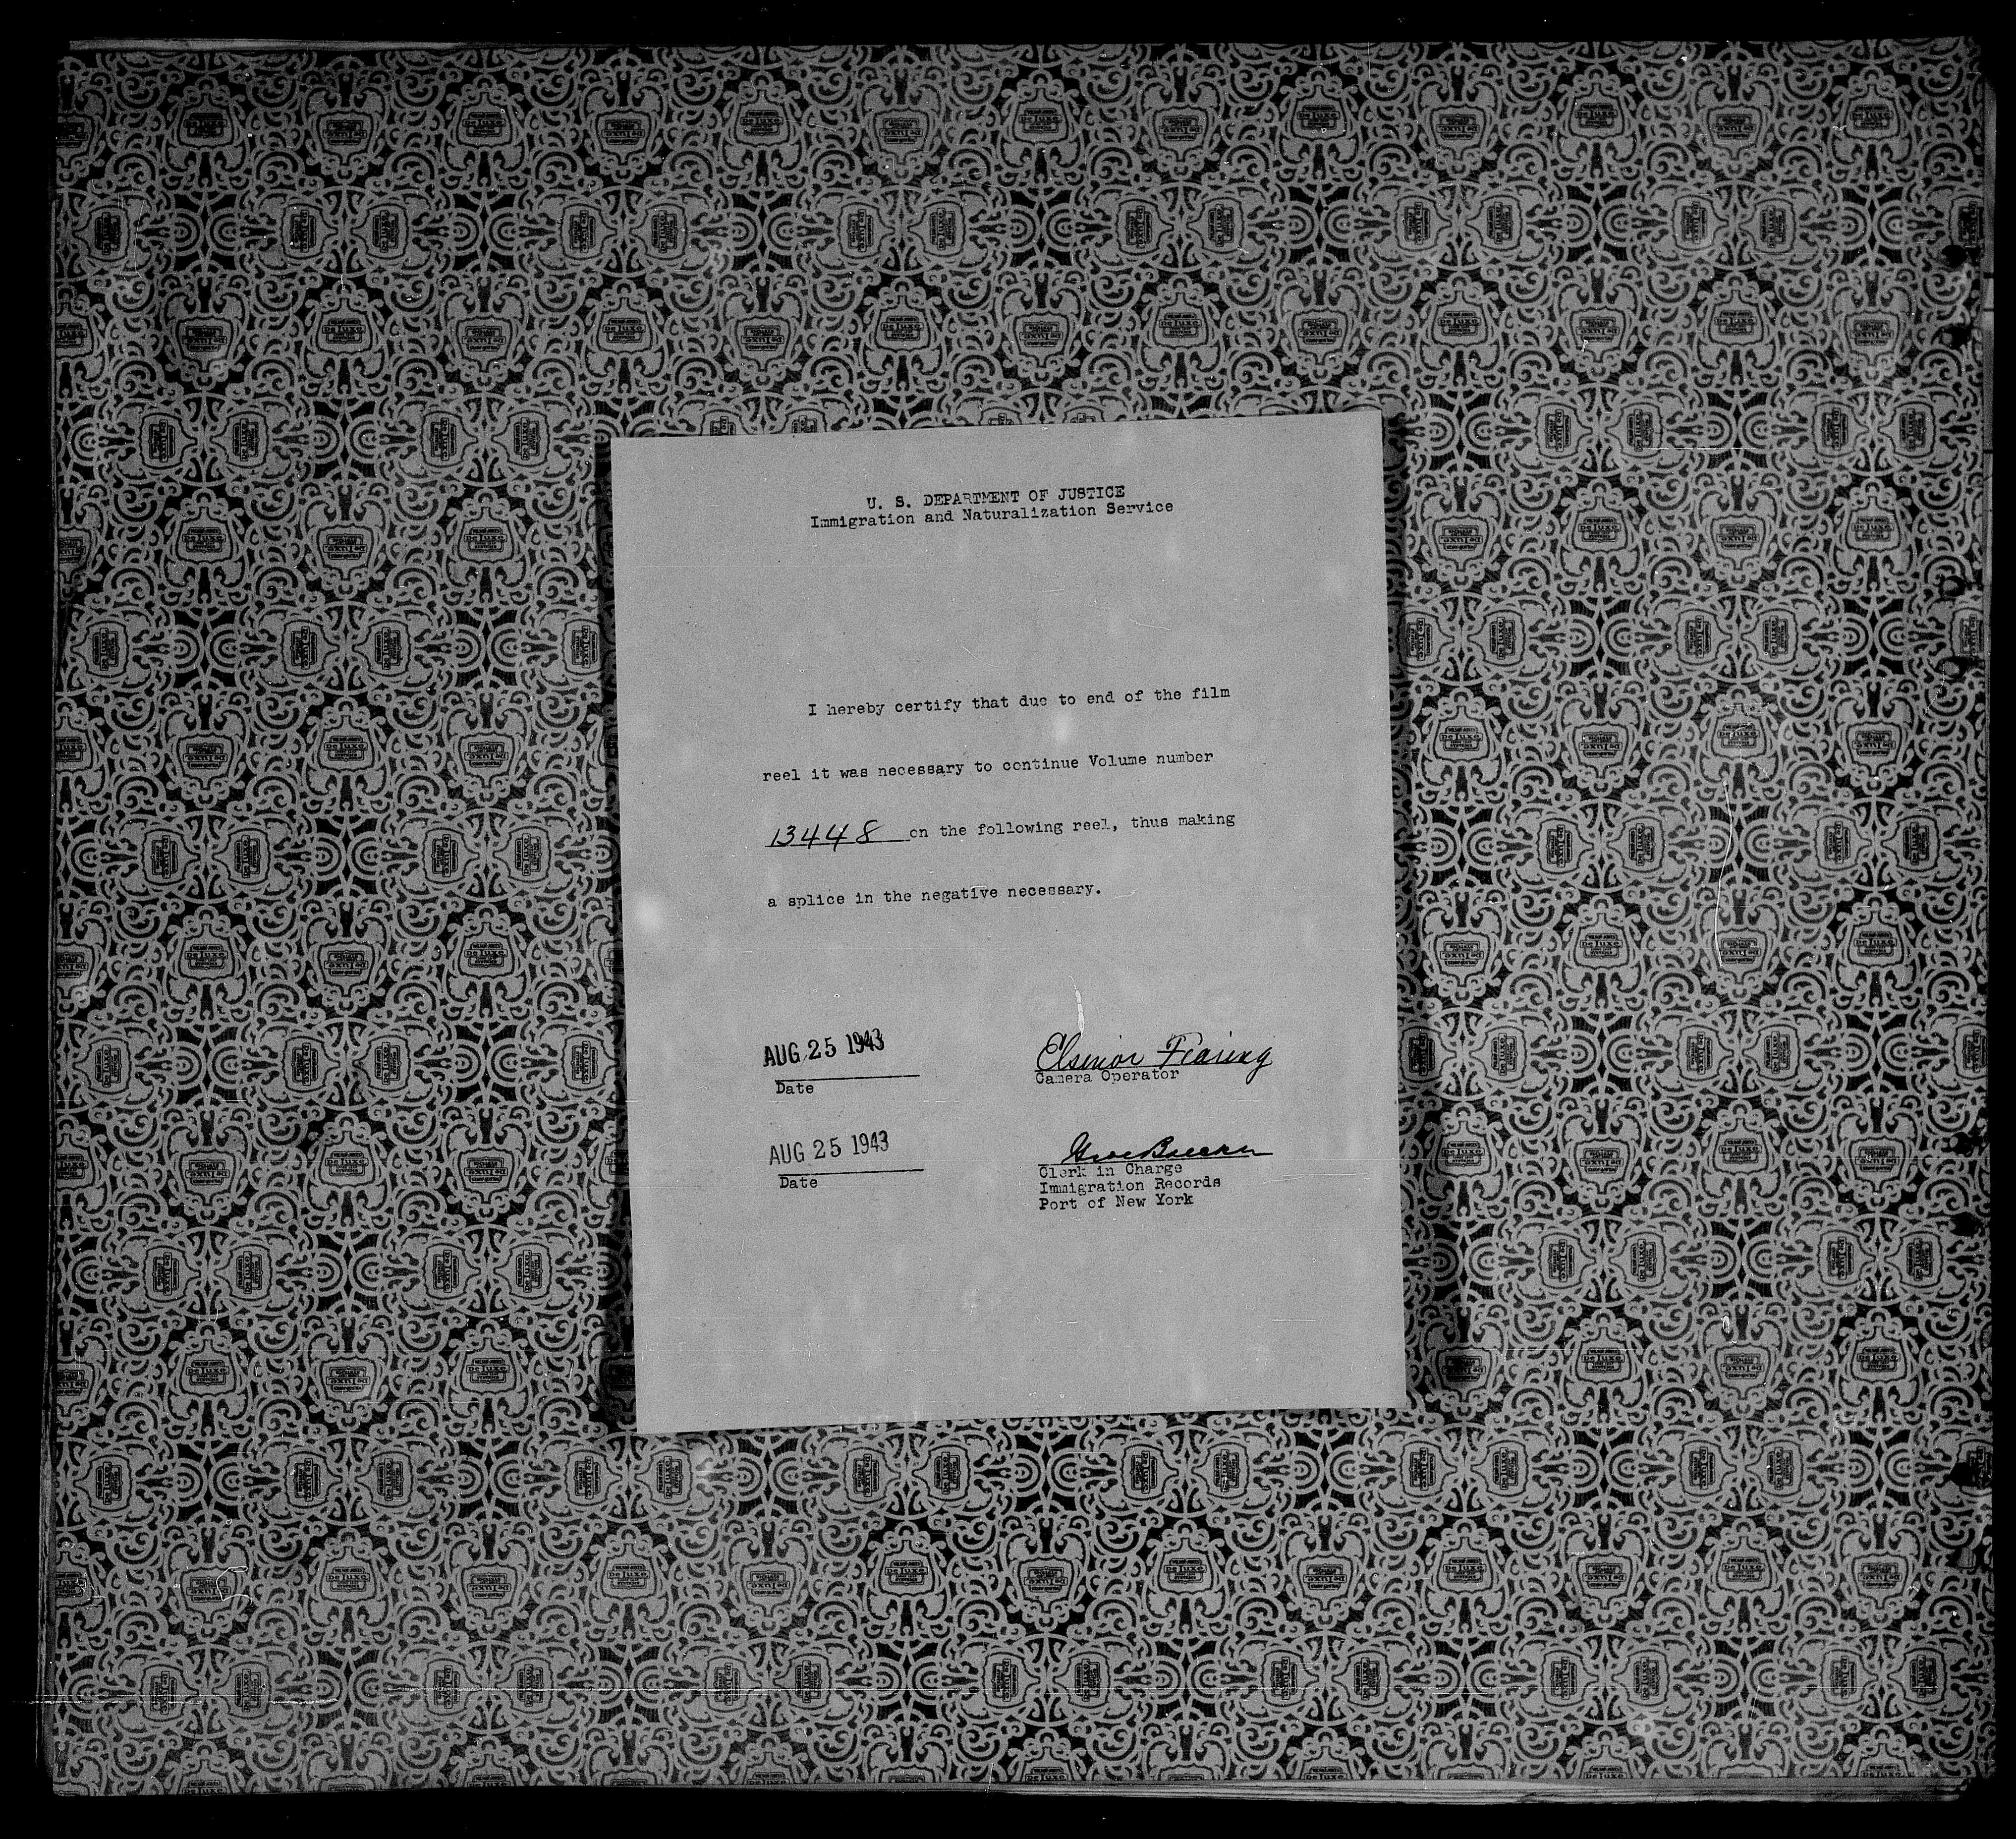 U. S. DEPARTMENT OF JUSTICE
Immigration and Naturalization Service
I hereby certify that due to end of the film
reel it was necessary to continue Volume number
13448 on the following reel, thus making
a splice in the negative necessary.
AUG 25 1943
Date
Elsinor Fearing
Camera Operator
AUG 25 1943
Date
Clerk in Charge
Immigration Records
Port of New York